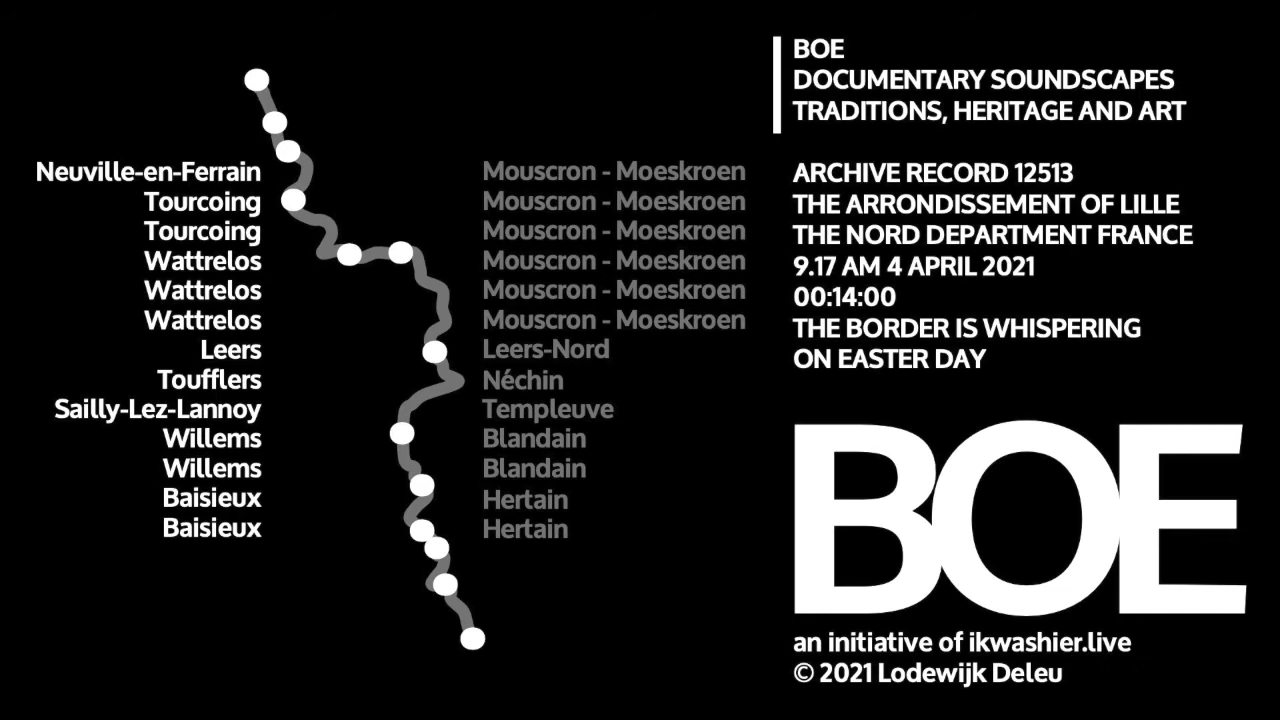 Neuville-en-Ferrain
Tourcoing
Tourcoing
Wattrelos
Wattrelos
Wattrelos
Leers
Toufflers
Sailly-Lez-Lannoy
Willems
Willems
Baisieux
Baisieux
Mouscron - Moeskroen
Mouscron - Moeskroen
Mouscron - Moeskroen
Mouscron - Moeskroen
Mouscron - Moeskroen
Mouscron - Moeskroen
Leers-Nord
Néchin
Templeuve
Blandain
Blandain
Hertain
Hertain
BOE
DOCUMENTARY SOUNDSCAPES
TRADITIONS, HERITAGE AND ART
ARCHIVE RECORD 12513
THE ARRONDISSEMENT OF LILLE
THE NORD DEPARTMENT FRANCE
9.17 AM 4 APRIL 2021
00:14:00
THE BORDER IS WHISPERING
ON EASTER DAY
BOE
an initiative of ikwashier.live
© 2021 Lodewijk Deleu